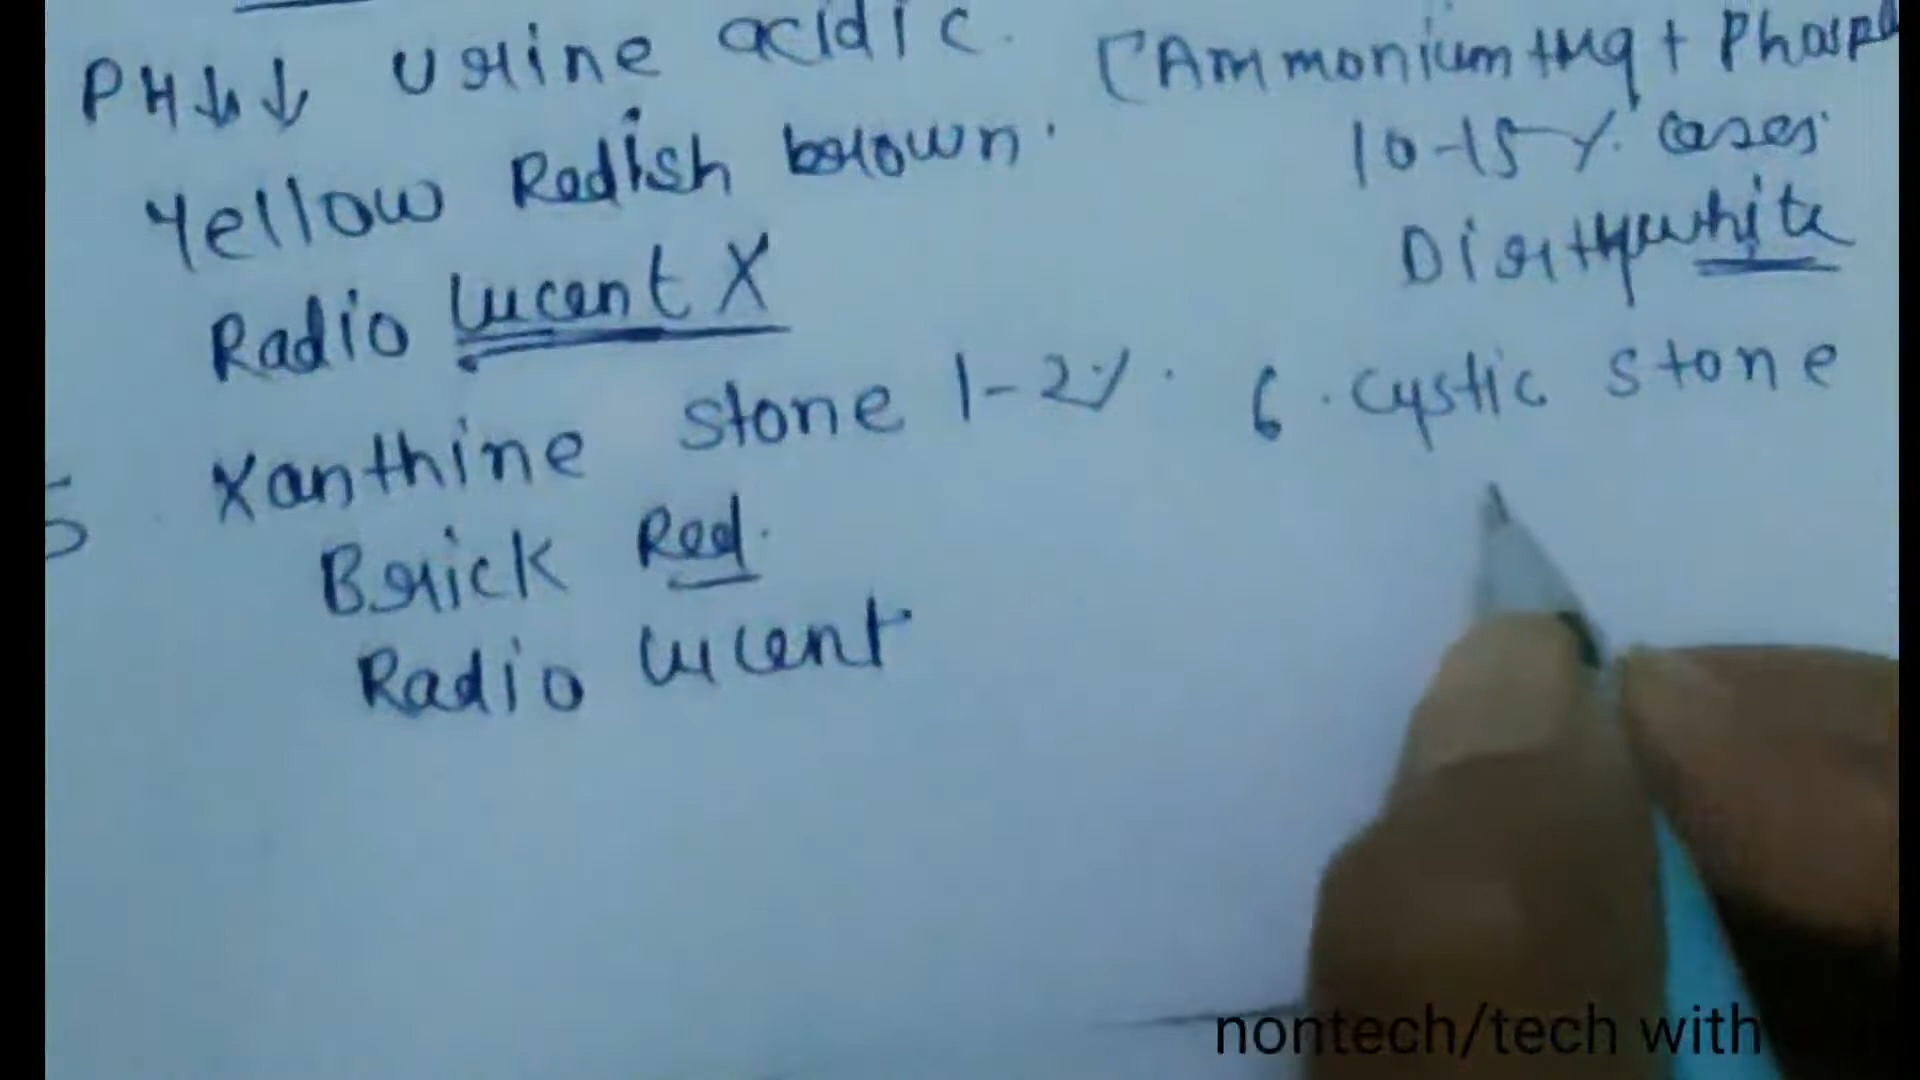 PH↓↓ Urine acidic.
Yellow Radish brown.
Radio lucent X
5 Xanthine stone 1-2%.
Brick Red.
Radio lucent
[Ammonium + Mg + Phosp
10-15% cases.
Dirty white
6. Cystic stone
nontech/tech with